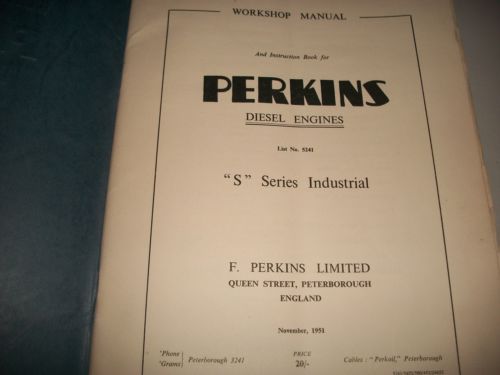 WORKSHOP MANUAL
And Instruction Book for
PERKINS
DIESEL ENGINES
List No. 5241
"S" Series Industrial
F. PERKINS LIMITED
QUEEN STREET, PETERBOROUGH
ENGLAND
November, 1951
'Phone
'Grams
Peterborough 3241
PRICE
20/-
Cables: "Perkoil," Peterborough